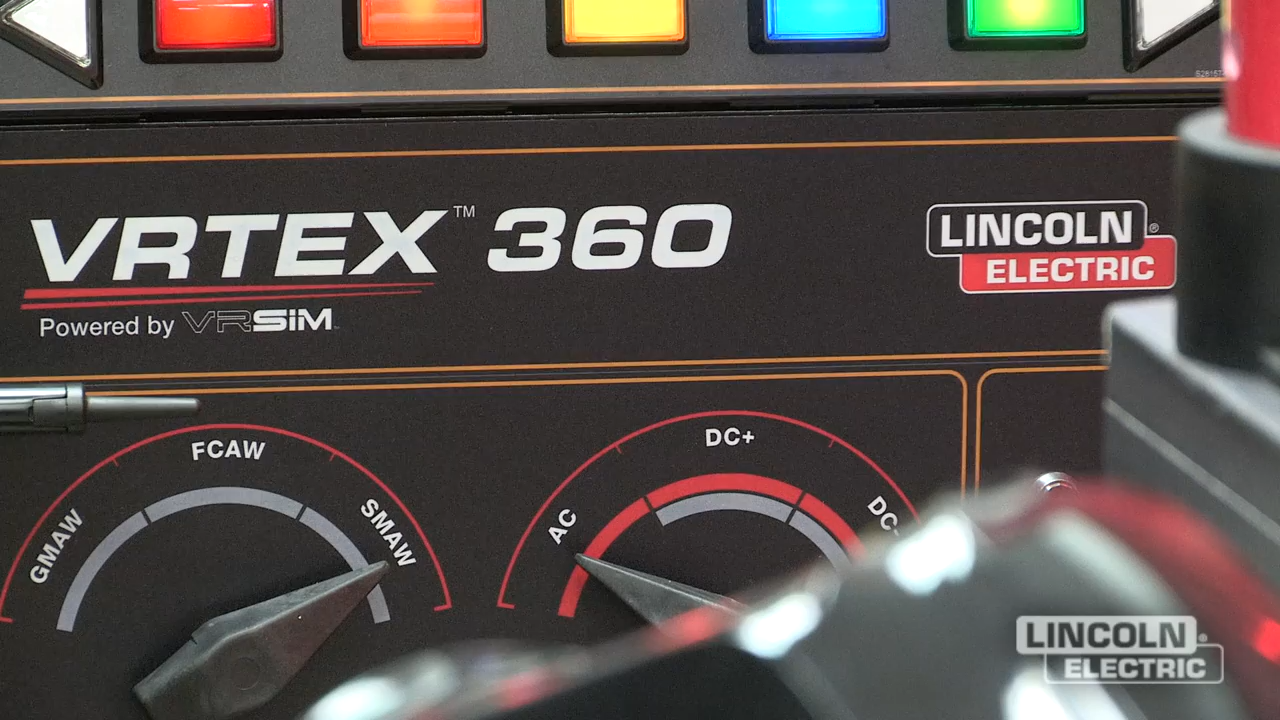 VRTEX™ 360
LINCOLN®
ELECTRIC
Powered by VRSIM
FCAW
GMAW
SMAW
DC+
AC
DC-
LINCOLN®
ELECTRIC